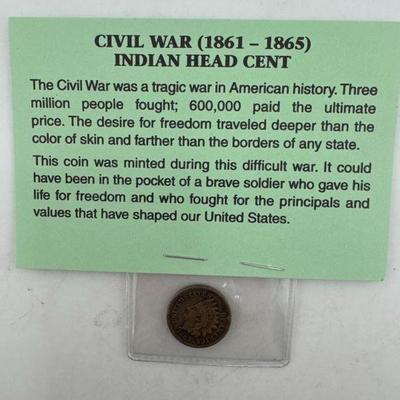 CIVIL WAR (1861 – 1865)
INDIAN HEAD CENT
The Civil War was a tragic war in American history. Three
million people fought; 600,000 paid the ultimate
price. The desire for freedom traveled deeper than the
color of skin and farther than the borders of any state.
This coin was minted during this difficult war. It could
have been in the pocket of a brave soldier who gave his
life for freedom and who fought for the principals and
values that have shaped our United States.